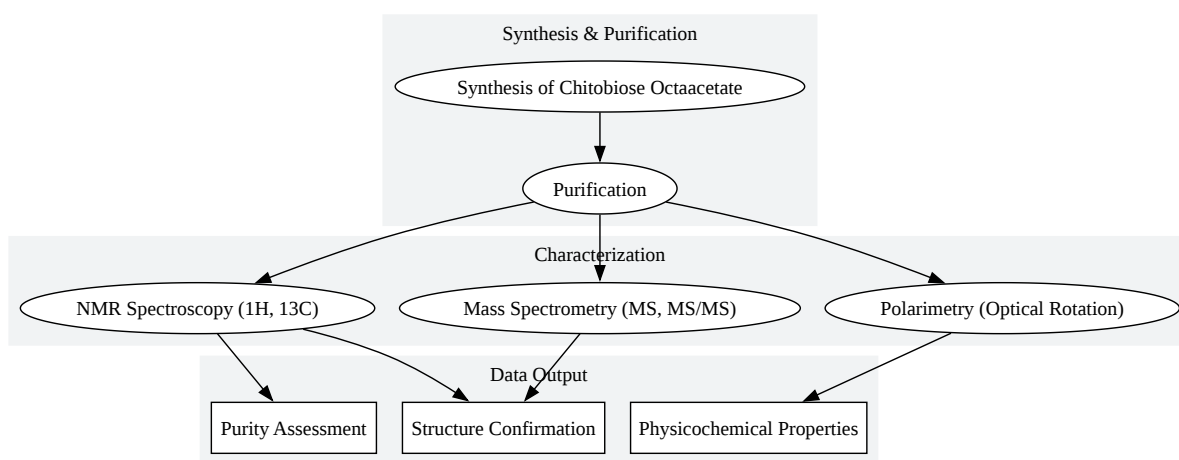 Synthesis & Purification
Synthesis of Chitobiose Octaacetate
Purification
Characterization
NMR Spectroscopy (1H, 13C)
Mass Spectrometry (MS, MS/MS)
Polarimetry (Optical Rotation)
Data Output
Purity Assessment
Structure Confirmation
Physicochemical Properties